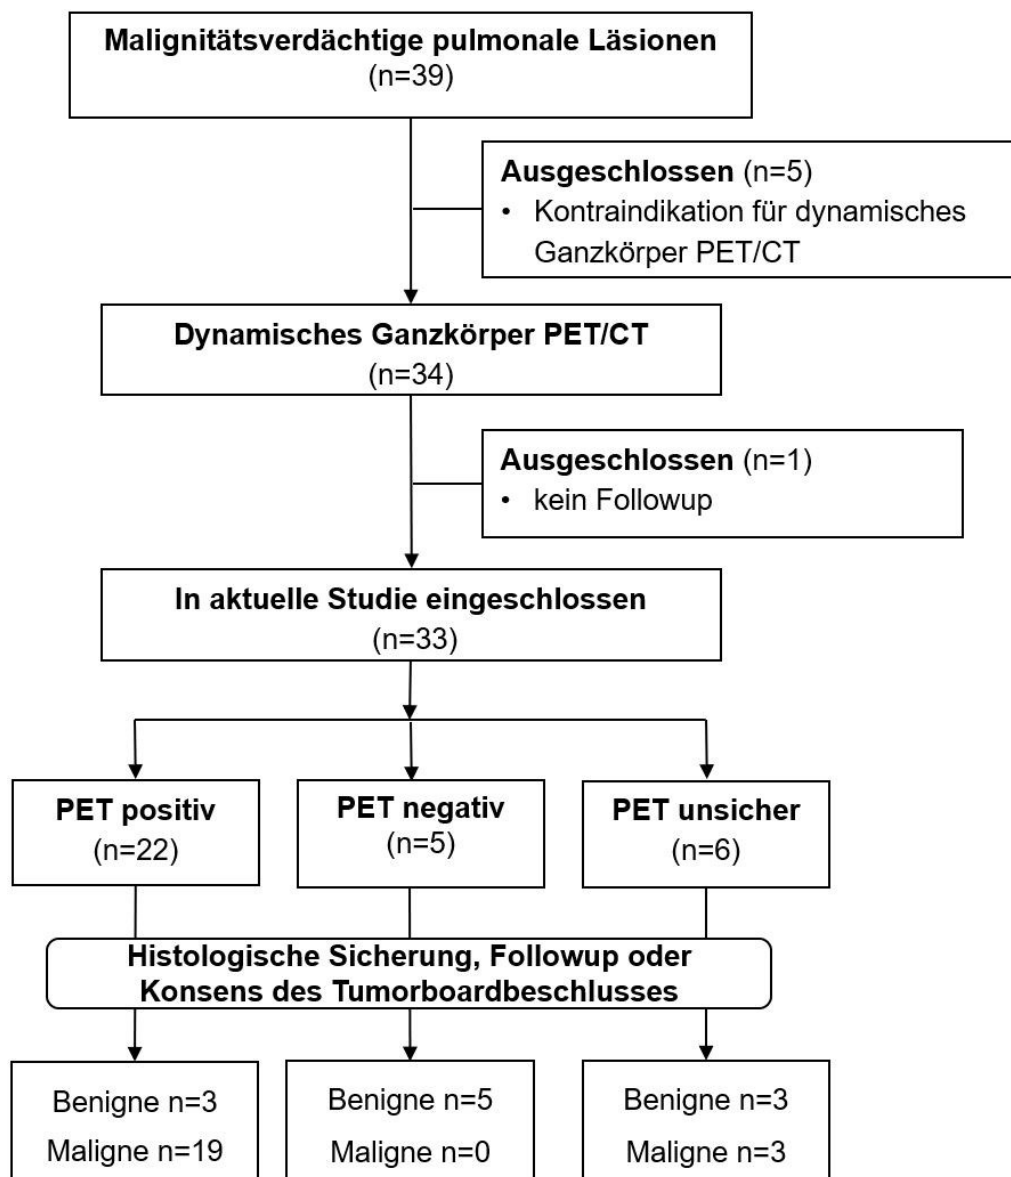 Malignitätsverdächtige pulmonale Läsionen
(n=39)
Ausgeschlossen (n=5)
• Kontraindikation für dynamisches
Ganzkörper PET/CT
Dynamisches Ganzkörper PET/CT
(n=34)
Ausgeschlossen (n=1)
• kein Followup
In aktuelle Studie eingeschlossen
(n=33)
PET positiv
(n=22)
PET negativ
(n=5)
PET unsicher
(n=6)
Histologische Sicherung, Followup oder
Konsens des Tumorboardbeschlusses
Benigne n=3
Maligne n=19
Benigne n=5
Maligne n=0
Benigne n=3
Maligne n=3